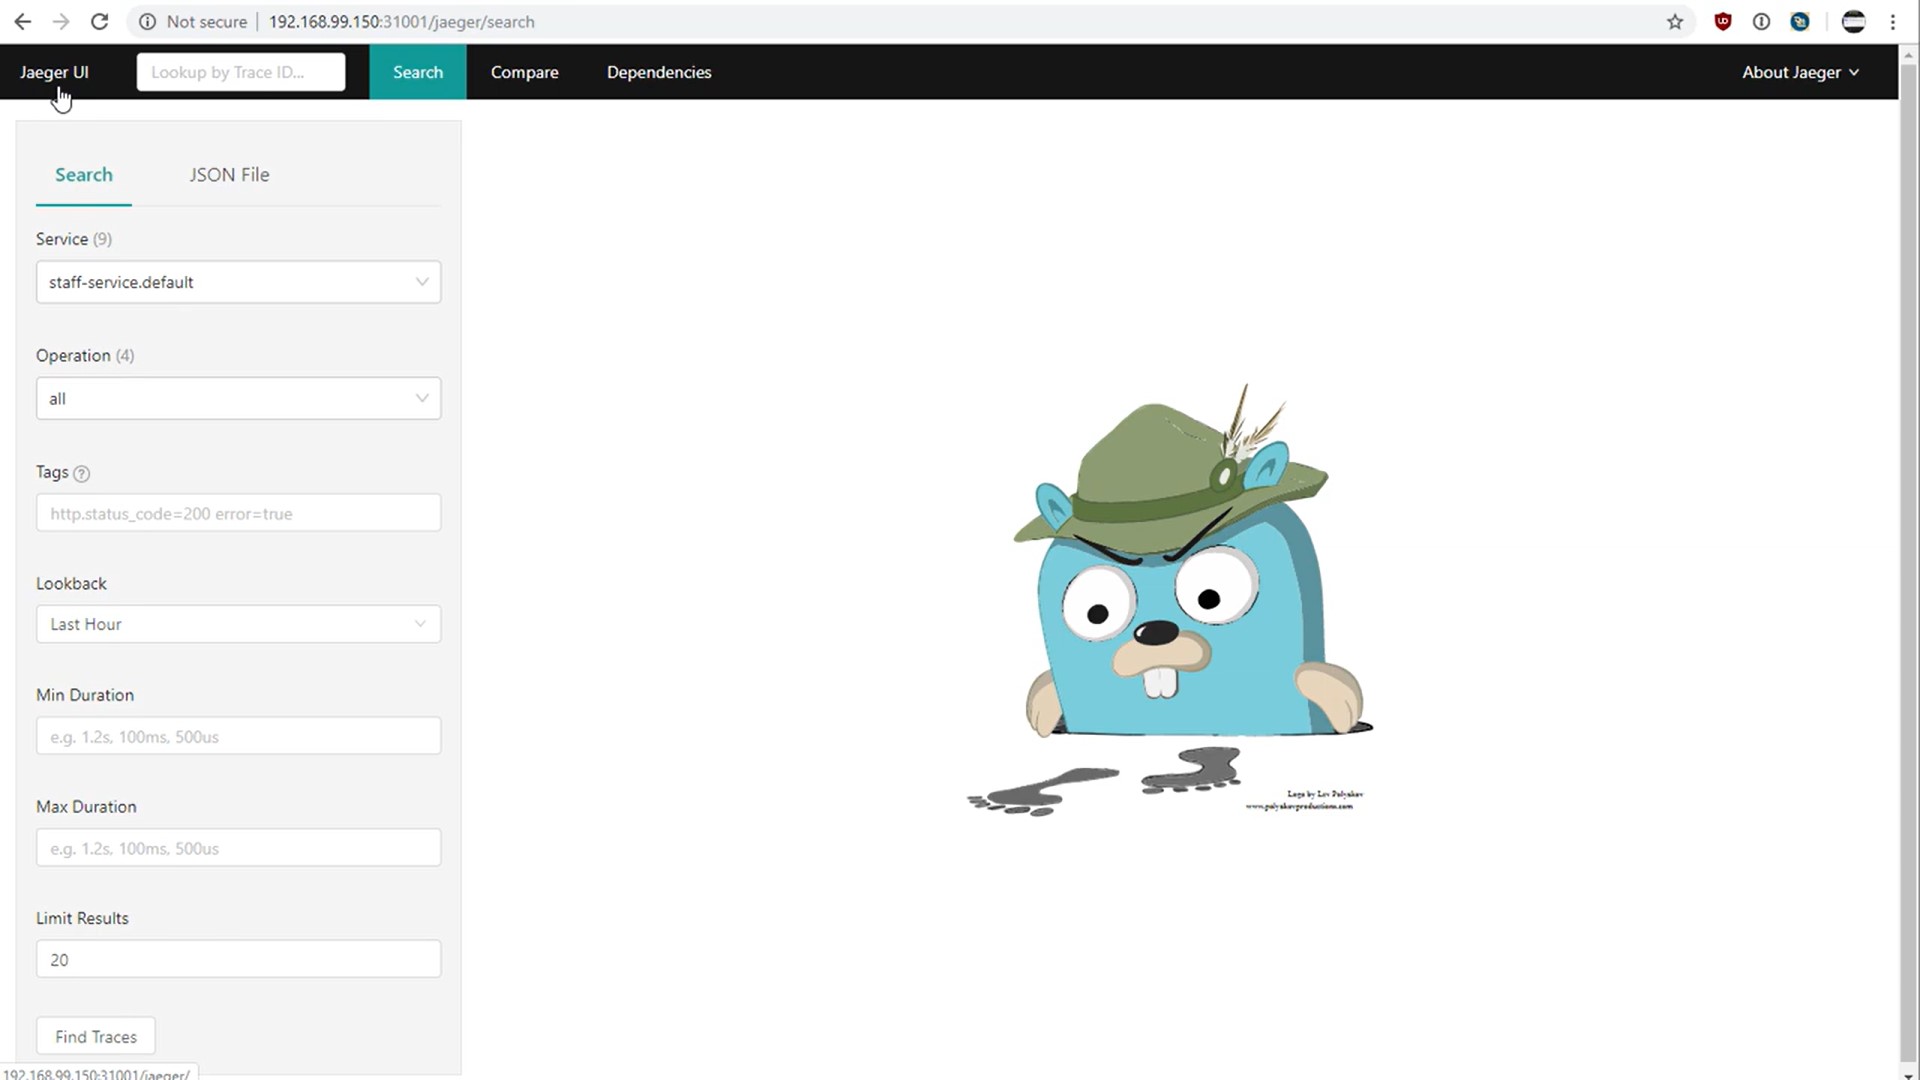 Not secure
192.168.99.150:31001/jaeger/search
Jaeger UI
Lookup by Trace ID...
Search
Compare
Dependencies
About Jaeger
Search
JSON File
Service (9)
staff-service.default
Operation (4)
all
Tags
http.status_code=200 error=true
Lookback
Last Hour
Min Duration
e.g. 1.2s, 100ms, 500us
Max Duration
e.g. 1.2s, 100ms, 500us
Limit Results
20
Find Traces
Logo by Lev Polyakov
www.polyakovproductions.com
192.168.99.150:31001/jaeger/